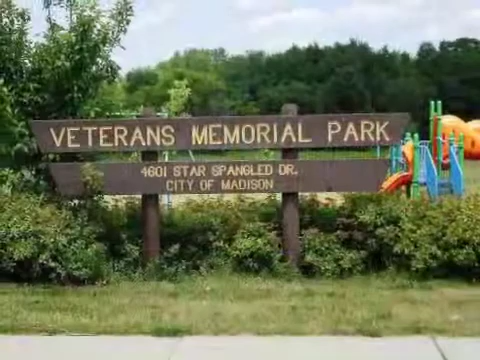 VETERANS MEMORIAL PARK
4601 STAR SPANGLED DR.
CITY OF MADISON